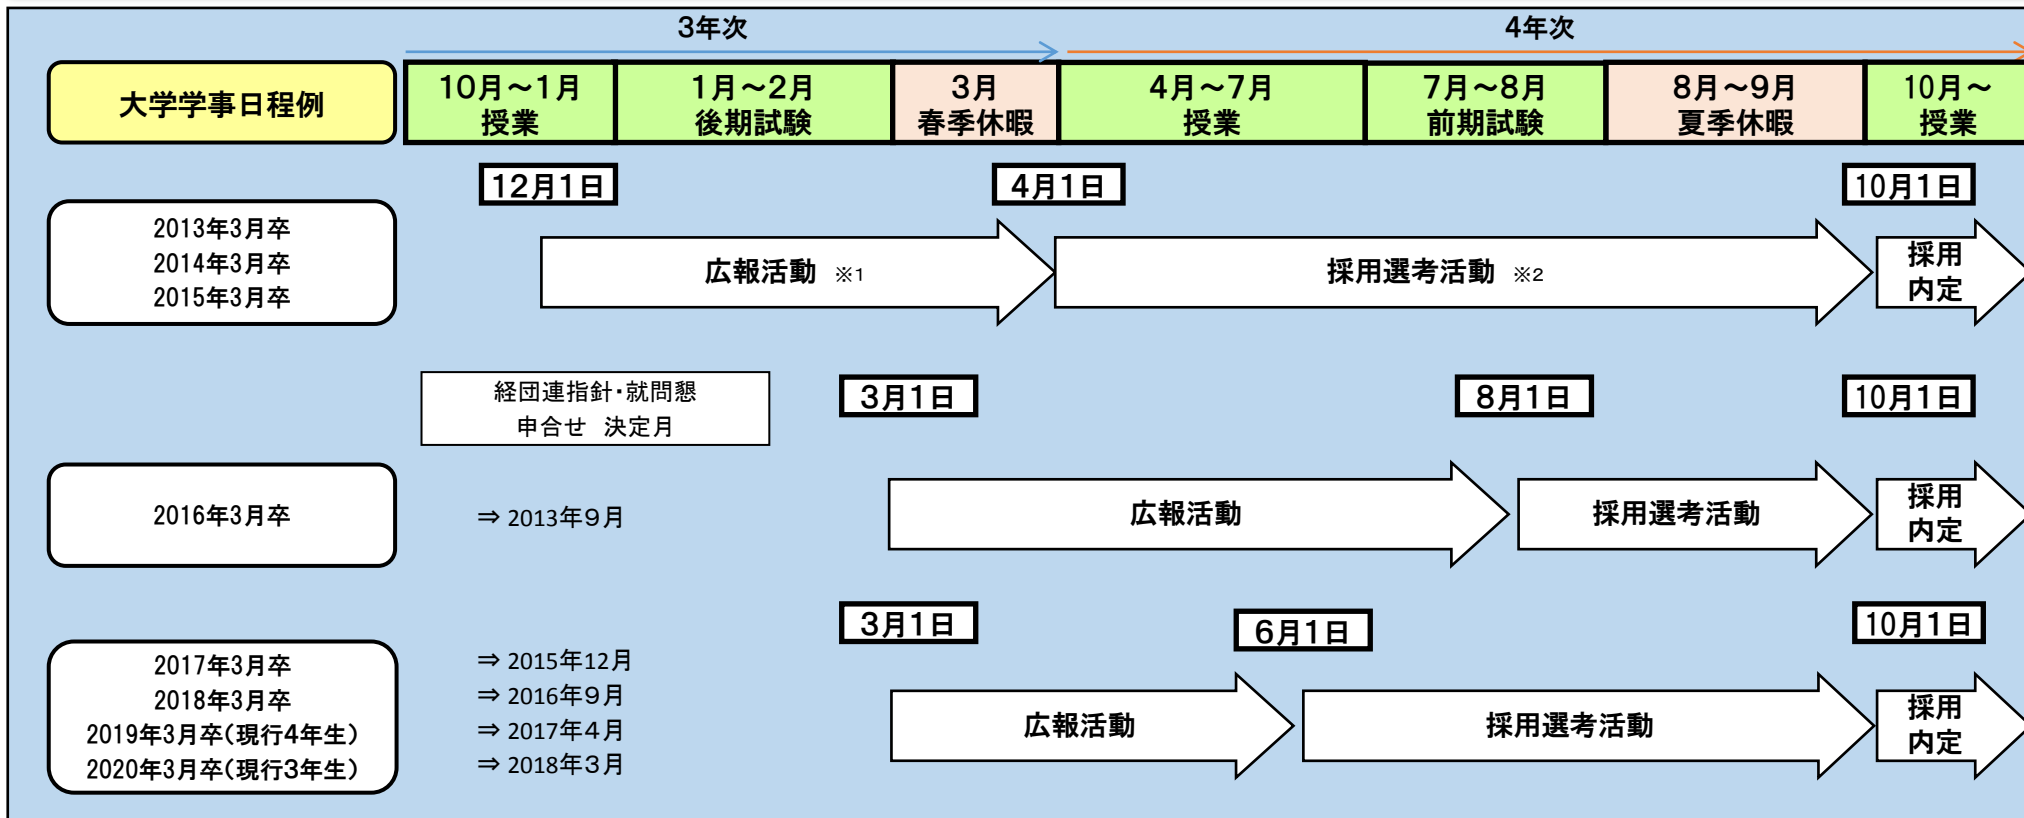 3年次
4年次
大学学事日程例
10月～1月
授業
1月～2月
後期試験
3月
春季休暇
4月～7月
授業
7月～8月
前期試験
8月～9月
夏季休暇
10月～
授業
12月1日
4月1日
10月1日
2013年3月卒
2014年3月卒
2015年3月卒
広報活動 ※1
採用選考活動 ※2
採用
内定
経団連指針・就問懇
申合せ 決定月
3月1日
8月1日
10月1日
2016年3月卒
⇒ 2013年9月
広報活動
採用選考活動
採用
内定
3月1日
6月1日
10月1日
2017年3月卒
2018年3月卒
2019年3月卒(現行4年生)
2020年3月卒(現行3年生)
⇒ 2015年12月
⇒ 2016年9月
⇒ 2017年4月
⇒ 2018年3月
広報活動
採用選考活動
採用
内定